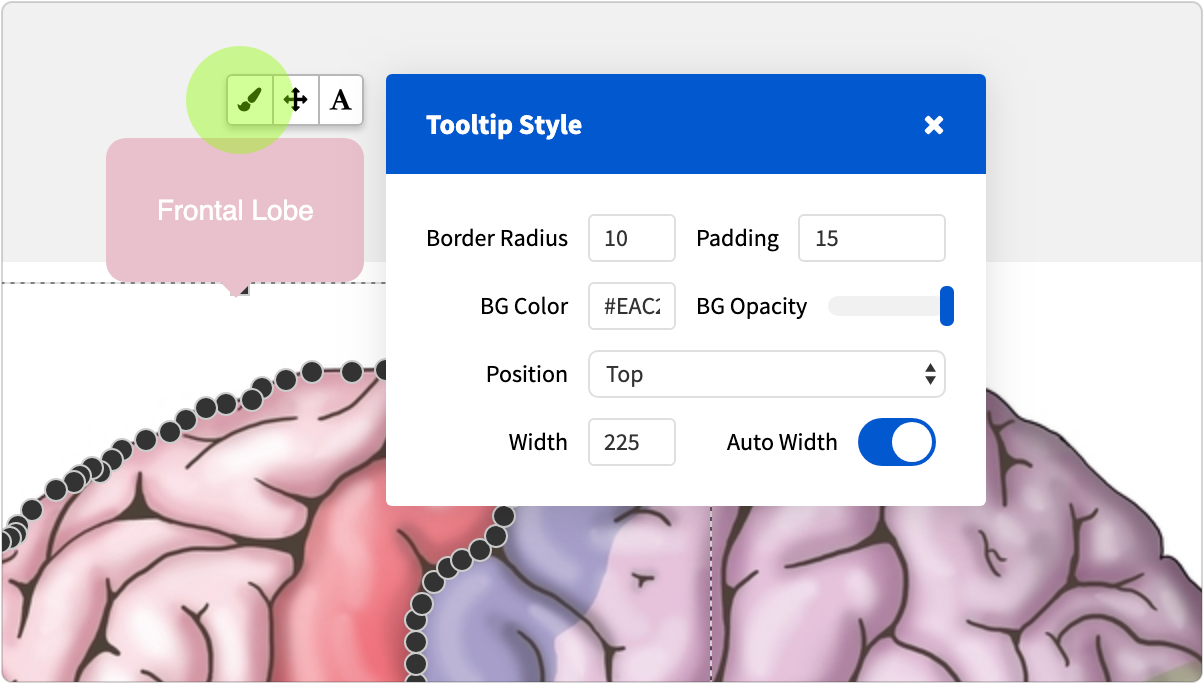 A
Tooltip Style
Frontal Lobe
Border Radius 10 Padding 15
BG Color #EAC BG Opacity
Position Top
Width 225 Auto Width